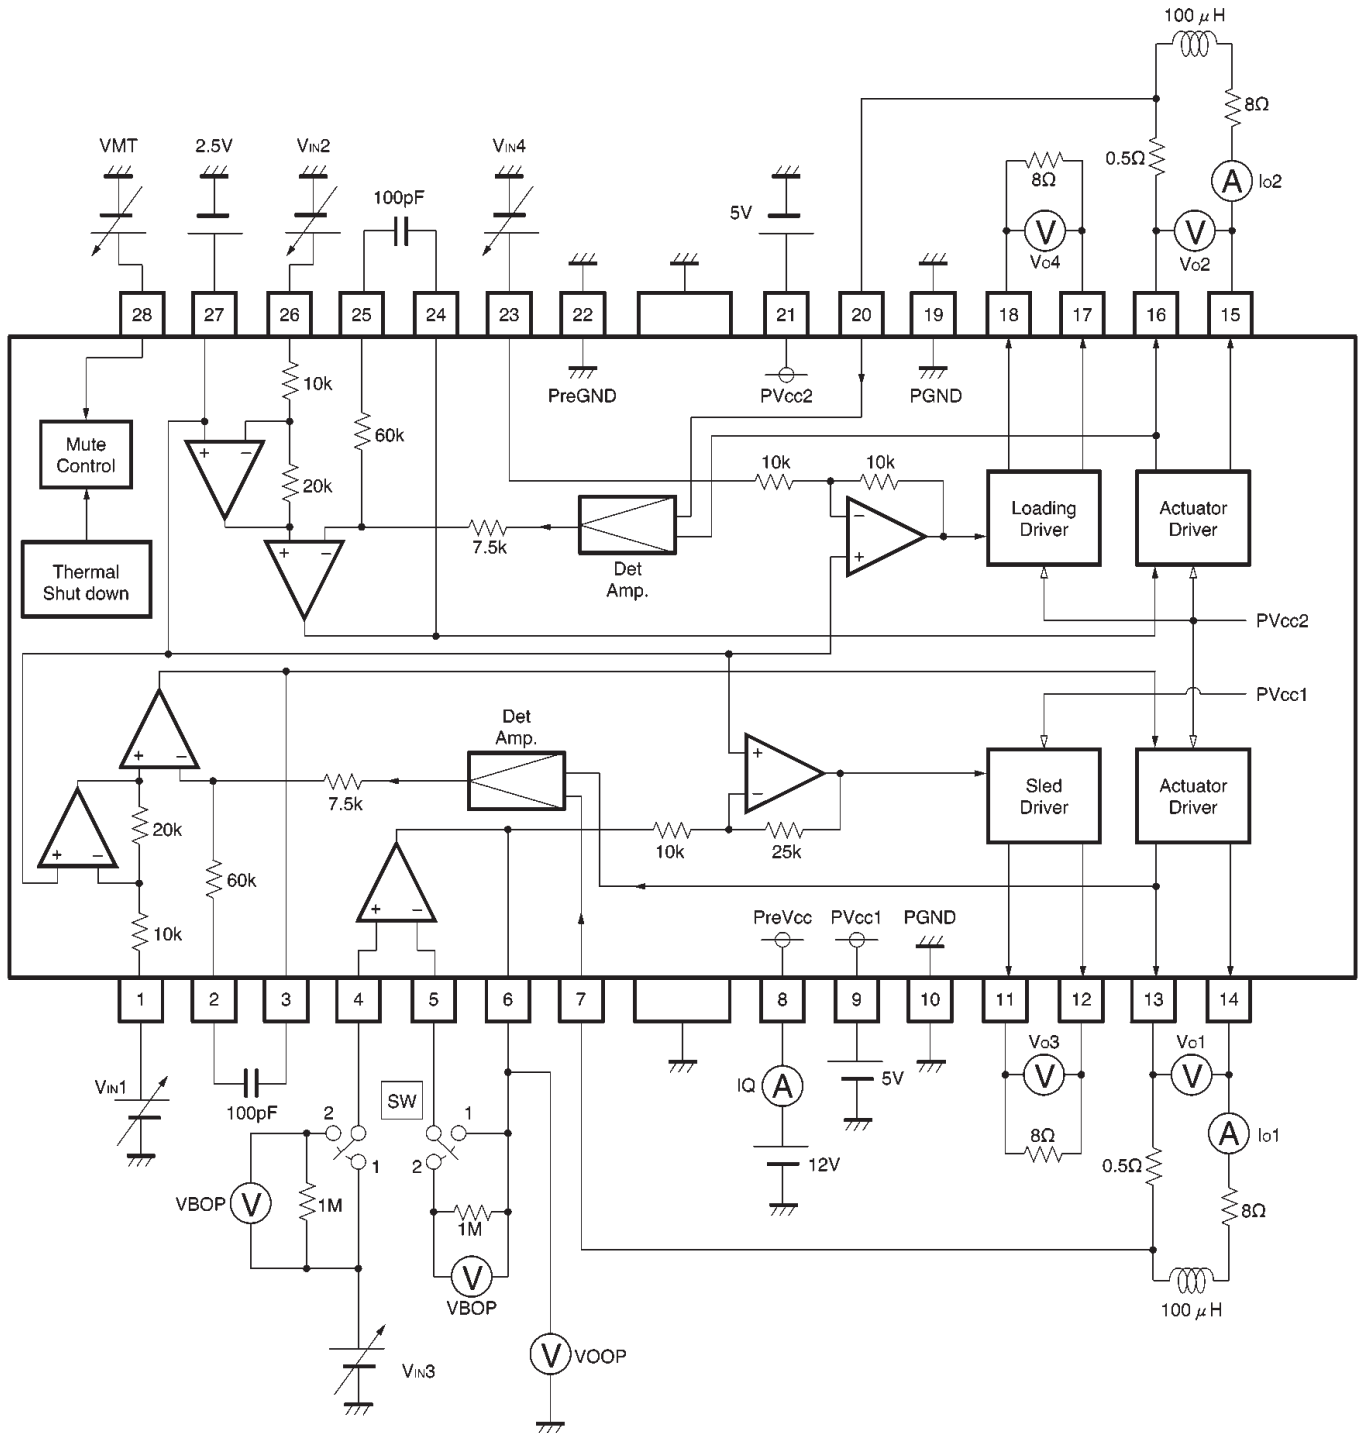 100 μH
8Ω
0.5Ω
A
Io2
VMT
2.5V
VIN2
100pF
VIN4
5V
8Ω
V
Vo4
V
Vo2
28
27
26
25
24
23
22
21
20
19
18
17
16
15
PreGND
PVcc2
PGND
10k
60k
20k
Mute
Control
Thermal
Shut down
+
−
+
−
7.5k
Det
Amp.
10k
10k
−
+
Loading
Driver
Actuator
Driver
PVcc2
PVcc1
+
−
+
−
20k
10k
60k
7.5k
Det
Amp.
+
−
10k
25k
+
−
Sled
Driver
Actuator
Driver
PreVcc
PVcc1
PGND
1
2
3
4
5
6
7
8
9
10
11
12
13
14
VIN1
100pF
2
1
SW
1
2
VBOP
V
1M
1M
V
VBOP
VIN3
V
VOOP
IQ
A
12V
5V
Vo3
V
8Ω
Vo1
V
A
Io1
0.5Ω
8Ω
100 μH